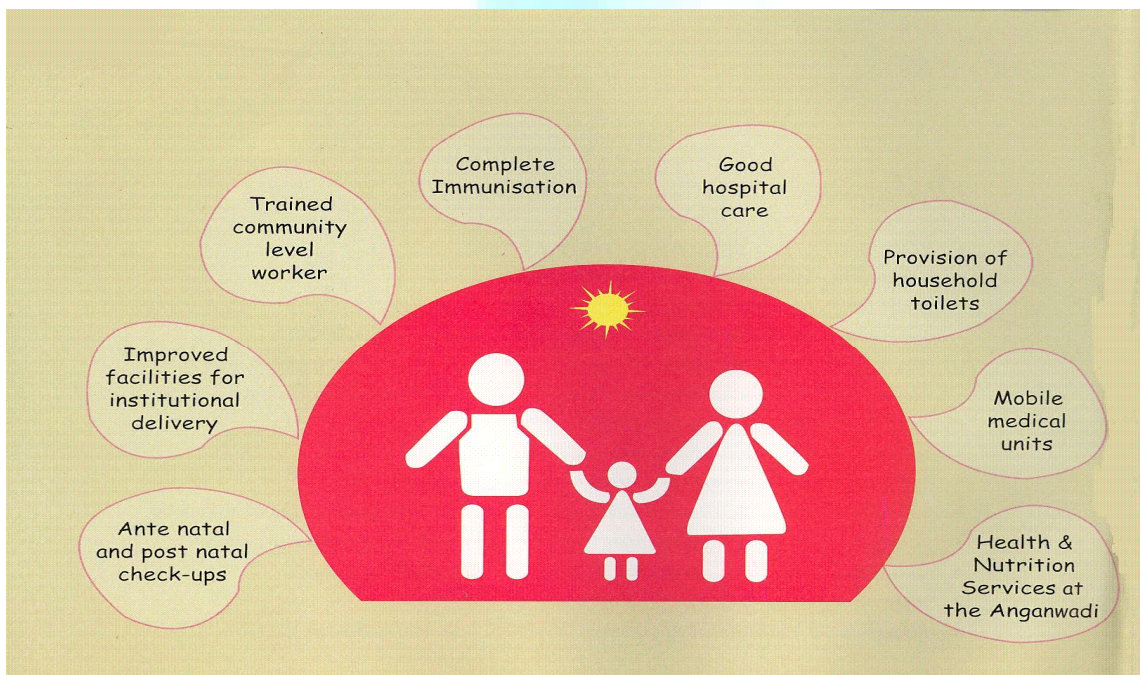 Complete
Immunisation
Good
hospital
care
Trained
community
level
worker
Provision of
household
toilets
Improved
facilities for
institutional
delivery
Mobile
medical
units
Ante natal
and post natal
check-ups
Health &
Nutrition
Services at
the Anganwadi